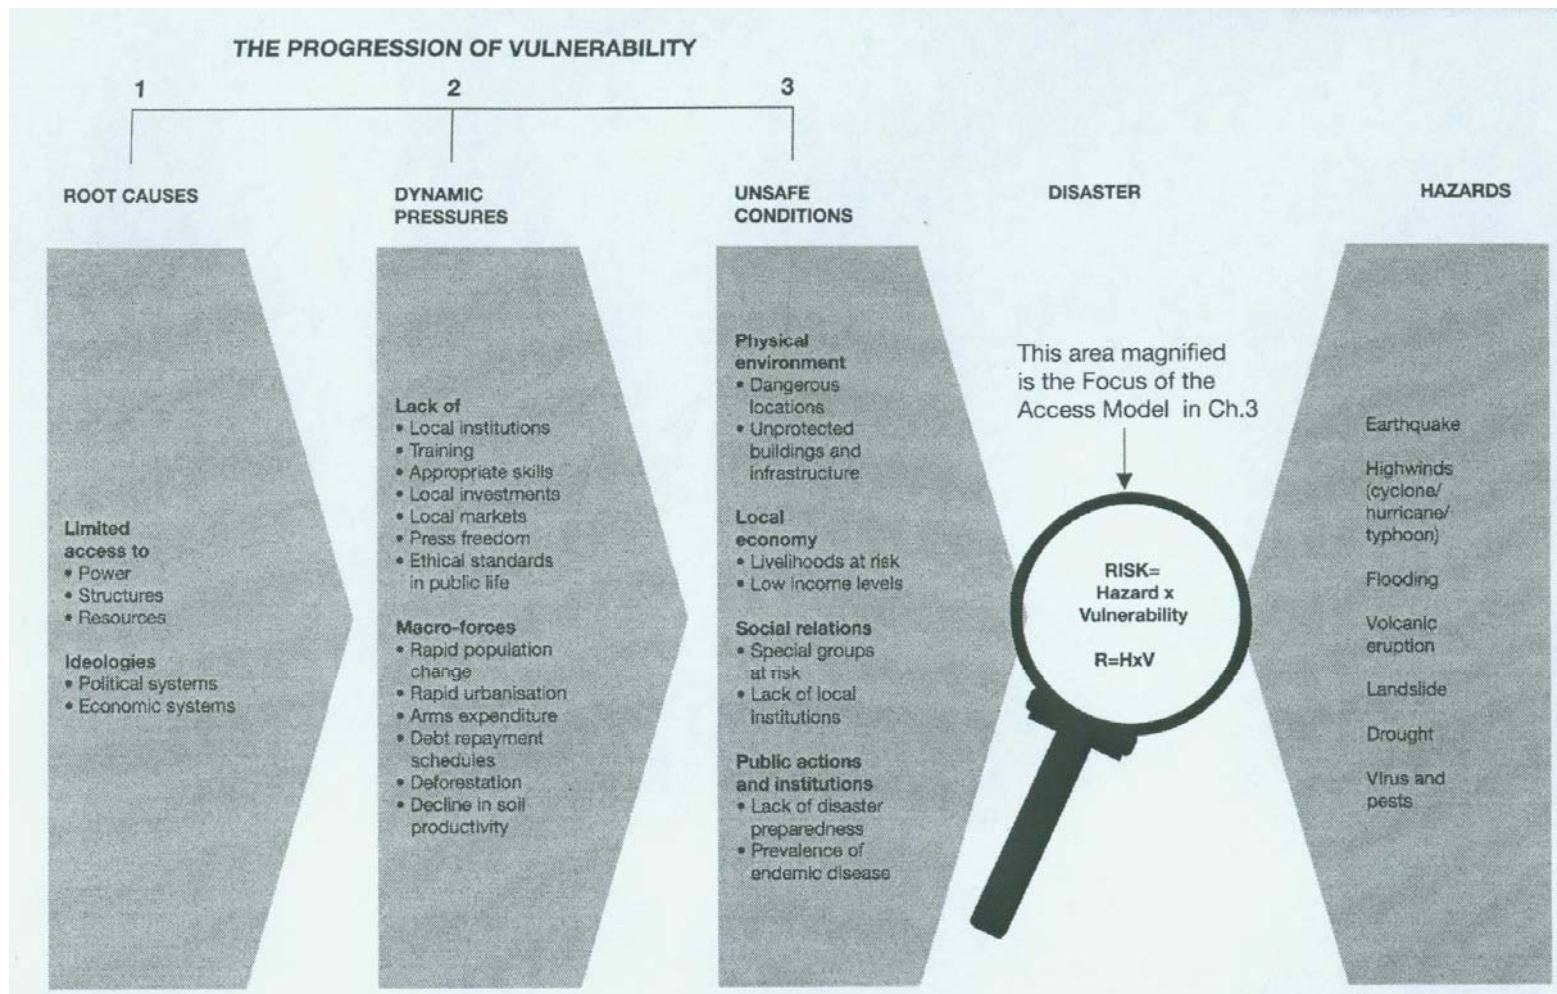 THE PROGRESSION OF VULNERABILITY
1
2
3
ROOT CAUSES
DYNAMIC
PRESSURES
UNSAFE
CONDITIONS
DISASTER
HAZARDS
Limited
access to
• Power
• Structures
• Resources
Ideologies
• Political systems
• Economic systems
Lack of
• Local institutions
• Training
• Appropriate skills
• Local investments
• Local markets
• Press freedom
• Ethical standards
in public life
Macro-forces
• Rapid population
change
• Rapid urbanisation
• Arms expenditure
• Debt repayment
schedules
• Deforestation
• Decline in soil
productivity
Physical
environment
• Dangerous
locations
• Unprotected
buildings and
infrastructure
Local
economy
• Livelihoods at risk
• Low income levels
Social relations
• Special groups
at risk
• Lack of local
institutions
Public actions
and institutions
• Lack of disaster
preparedness
• Prevalence of
endemic disease
This area magnified
is the Focus of the
Access Model in Ch.3
RISK=
Hazard x
Vulnerability
R=HxV
Earthquake
Highwinds
(cyclone/
hurricane/
typhoon)
Flooding
Volcanic
eruption
Landslide
Drought
Virus and
pests